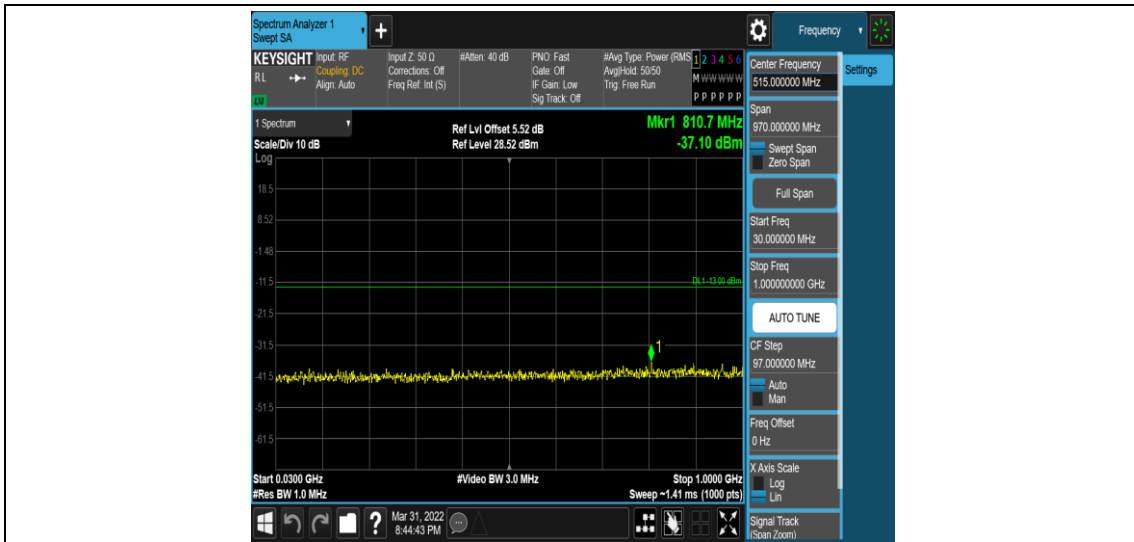 Spectrum Analyzer 1
Swept SA
+
Frequency
KEYSIGHT
RL
LXI
Input: RF
Coupling: DC
Align: Auto
Input Z: 50 Ω
Corrections: Off
Freq Ref: Int (S)
#Atten: 40 dB
PNO: Fast
Gate: Off
IF Gain: Low
Sig Track: Off
#Avg Type: Power (RMS
Avg|Hold: 50/50
Trig: Free Run
1 2 3 4 5 6
M W W W W W
P P P P P P
1 Spectrum
Scale/Div 10 dB
Ref Lvl Offset 5.52 dB
Ref Level 28.52 dBm
Mkr1 810.7 MHz
-37.10 dBm
Log
18.5
8.52
-1.48
-11.5
DL1 -13.00 dBm
-21.5
-31.5
1
-41.5
-51.5
-61.5
Start 0.0300 GHz
#Res BW 1.0 MHz
#Video BW 3.0 MHz
Stop 1.0000 GHz
Sweep ~1.41 ms (1000 pts)
?
Mar 31, 2022
8:44:43 PM
Center Frequency
515.000000 MHz
Settings
Span
970.000000 MHz
Swept Span
Zero Span
Full Span
Start Freq
30.000000 MHz
Stop Freq
1.000000000 GHz
AUTO TUNE
CF Step
97.000000 MHz
Auto
Man
Freq Offset
0 Hz
X Axis Scale
Log
Lin
Signal Track
(Span Zoom)